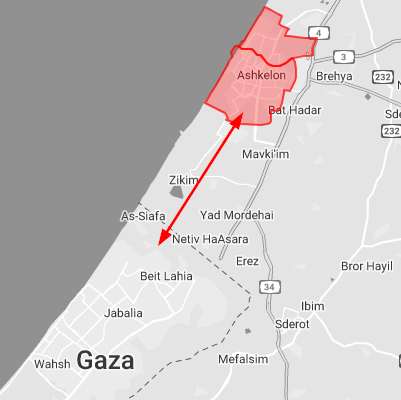 4
3
Ashkelon
Brehya
232
Bat Hadar
Sde
232
Mavki'im
Zikim
As-Siafa
Yad Mordehai
Netiv HaAsara
Erez
Bror Hayil
Beit Lahia
34
Ibim
Jabalia
Sderot
Gaza
Mefalsim
Wahsh